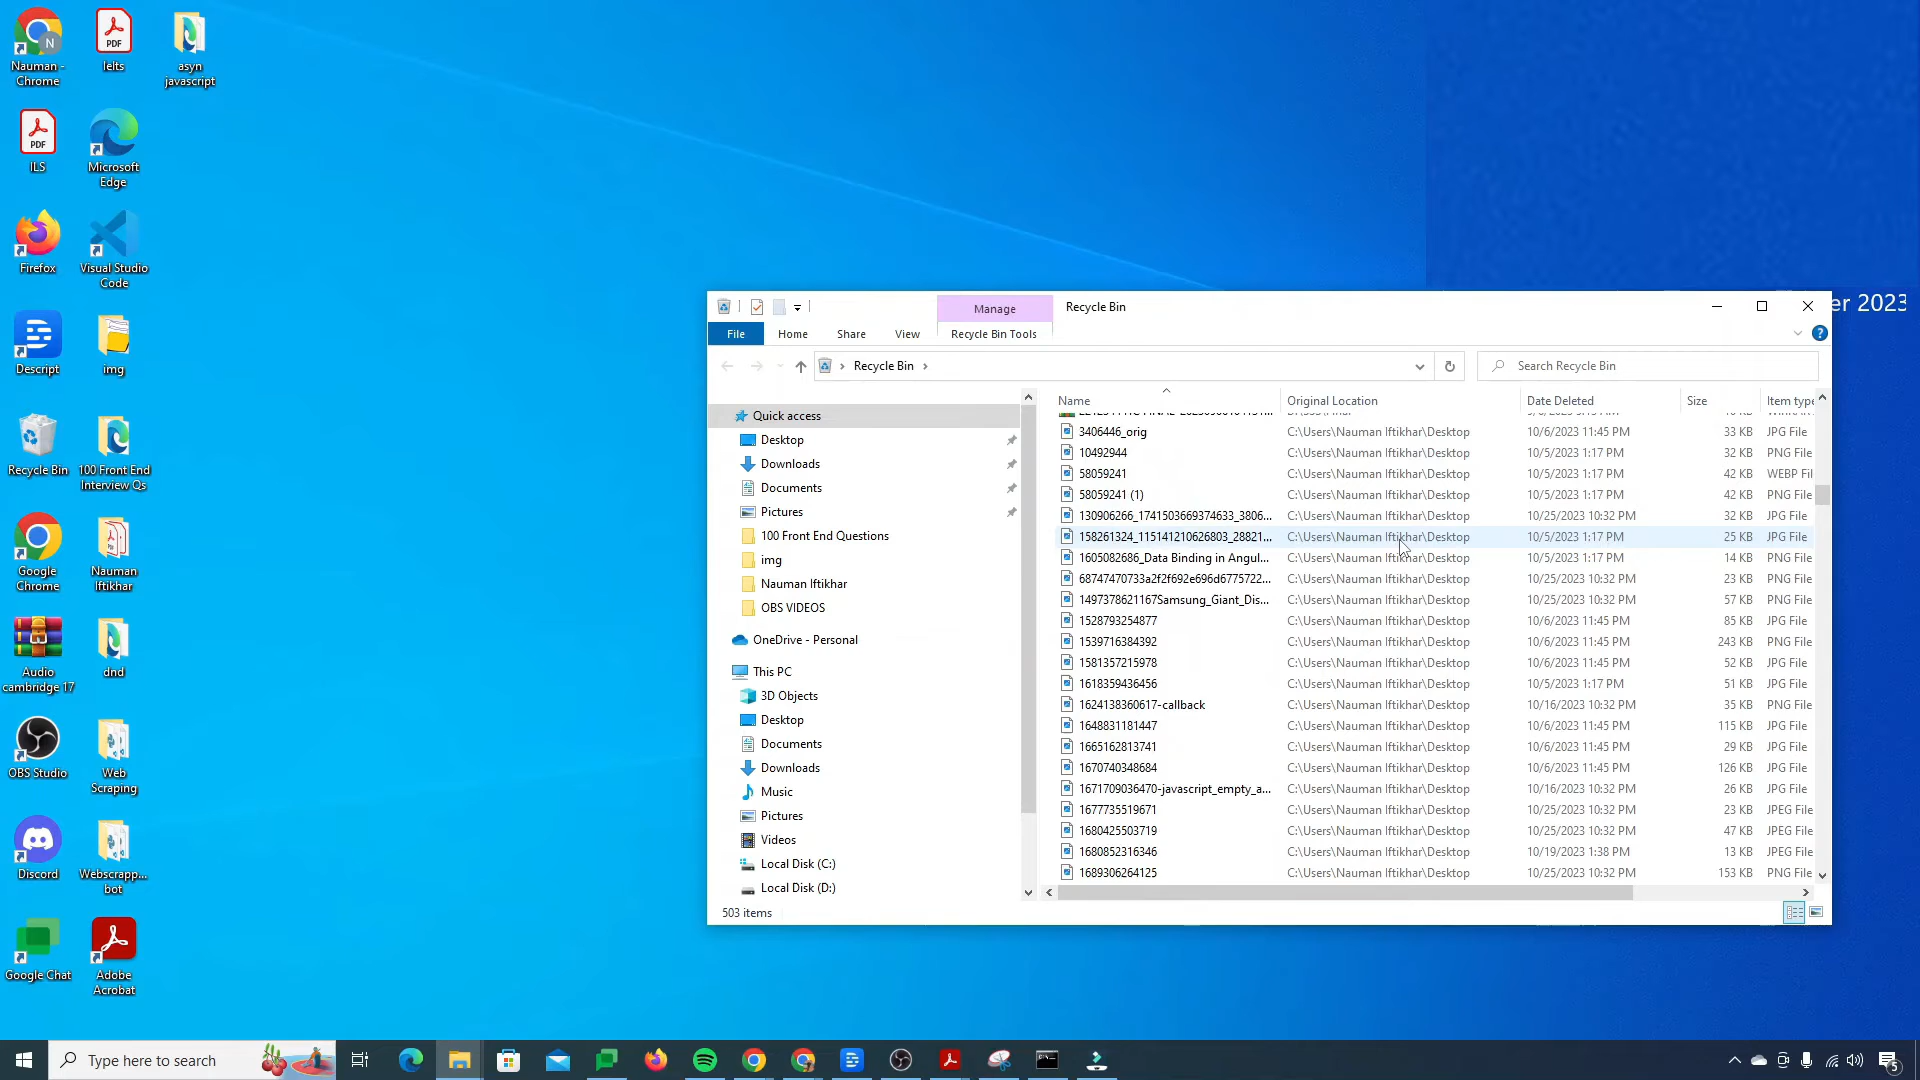 Nauman -
Chrome
Ielts
asyn
javascript
ILS
Microsoft
Edge
Firefox
Visual Studio
Code
Descript
img
Recycle Bin
100 Front End
Interview Qs
Google
Chrome
Nauman
Iftikhar
Audio
cambridge 17
dnd
OBS Studio
Web
Scraping
Discord
Webscrapp...
bot
Google Chat
Adobe
Acrobat
er 2023
Manage
Recycle Bin
File
Home
Share
View
Recycle Bin Tools
Recycle Bin
Search Recycle Bin
Quick access
Desktop
Downloads
Documents
Pictures
100 Front End Questions
img
Nauman Iftikhar
OBS VIDEOS
OneDrive - Personal
This PC
3D Objects
Desktop
Documents
Downloads
Music
Pictures
Videos
Local Disk (C:)
Local Disk (D:)
Name Original Location Date Deleted Size Item type
3406446_orig C:\Users\Nauman Iftikhar\Desktop 10/6/2023 11:45 PM 33 KB JPG File
10492944 C:\Users\Nauman Iftikhar\Desktop 10/5/2023 1:17 PM 32 KB PNG File
58059241 C:\Users\Nauman Iftikhar\Desktop 10/5/2023 1:17 PM 42 KB WEBP Fil
58059241 (1) C:\Users\Nauman Iftikhar\Desktop 10/5/2023 1:17 PM 42 KB PNG File
130906266_1741503669374633_3806... C:\Users\Nauman Iftikhar\Desktop 10/25/2023 10:32 PM 32 KB JPG File
158261324_115141210626803_28821... C:\Users\Nauman Iftikhar\Desktop 10/5/2023 1:17 PM 25 KB JPG File
1605082686_Data Binding in Angul... C:\Users\Nauman Iftikhar\Desktop 10/5/2023 1:17 PM 14 KB PNG File
68747470733a2f2f692e696d6775722... C:\Users\Nauman Iftikhar\Desktop 10/25/2023 10:32 PM 23 KB PNG File
1497378621167Samsung_Giant_Dis... C:\Users\Nauman Iftikhar\Desktop 10/25/2023 10:32 PM 57 KB PNG File
1528793254877 C:\Users\Nauman Iftikhar\Desktop 10/6/2023 11:45 PM 85 KB JPG File
1539716384392 C:\Users\Nauman Iftikhar\Desktop 10/6/2023 11:45 PM 243 KB PNG File
1581357215978 C:\Users\Nauman Iftikhar\Desktop 10/6/2023 11:45 PM 52 KB JPG File
1618359436456 C:\Users\Nauman Iftikhar\Desktop 10/5/2023 1:17 PM 51 KB JPG File
1624138360617-callback C:\Users\Nauman Iftikhar\Desktop 10/16/2023 10:32 PM 35 KB PNG File
1648831181447 C:\Users\Nauman Iftikhar\Desktop 10/6/2023 11:45 PM 115 KB JPG File
1665162813741 C:\Users\Nauman Iftikhar\Desktop 10/6/2023 11:45 PM 29 KB JPG File
1670740348684 C:\Users\Nauman Iftikhar\Desktop 10/6/2023 11:45 PM 126 KB JPG File
1671709036470-javascript_empty_a... C:\Users\Nauman Iftikhar\Desktop 10/16/2023 10:32 PM 26 KB JPG File
1677735519671 C:\Users\Nauman Iftikhar\Desktop 10/25/2023 10:32 PM 23 KB JPEG File
1680425503719 C:\Users\Nauman Iftikhar\Desktop 10/25/2023 10:32 PM 47 KB JPEG File
1680852316346 C:\Users\Nauman Iftikhar\Desktop 10/19/2023 1:38 PM 13 KB JPEG File
1689306264125 C:\Users\Nauman Iftikhar\Desktop 10/25/2023 10:32 PM 153 KB PNG File
503 items
Type here to search
5